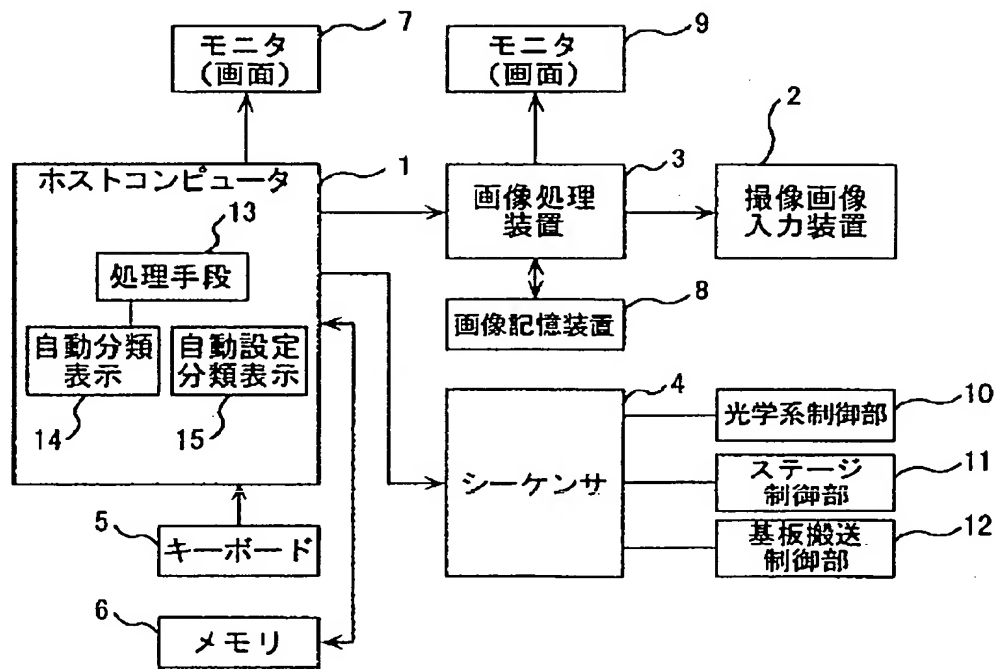 7
モニタ
(画面)
9
モニタ
(画面)
2
撮像画像
入力装置
1
ホストコンピュータ
3
画像処理
装置
13
処理手段
自動分類
表示
14
自動設定
分類表示
15
8
画像記憶装置
4
シーケンサ
10
光学系制御部
11
ステージ
制御部
12
基板搬送
制御部
5
キーボード
6
メモリ